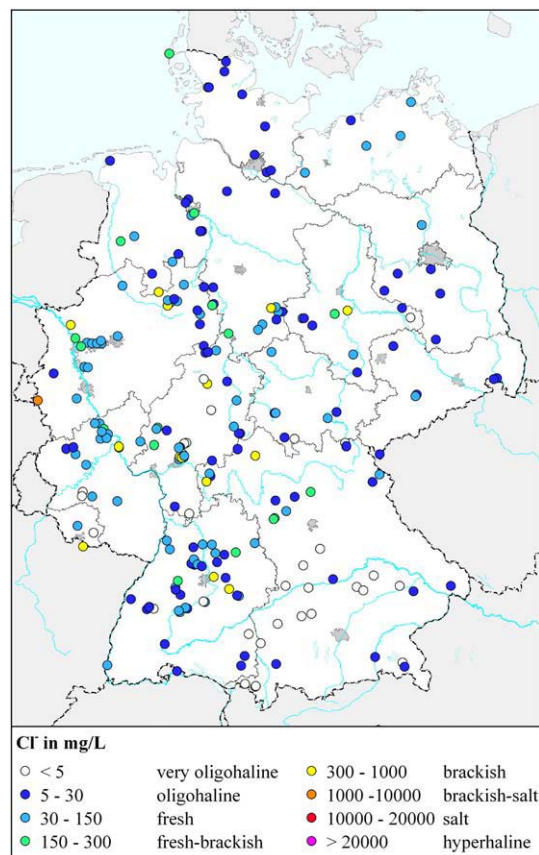 Cl⁻ in mg/L
< 5 very oligohaline
5 - 30 oligohaline
30 - 150 fresh
150 - 300 fresh-brackish
300 - 1000 brackish
1000 -10000 brackish-salt
10000 - 20000 salt
> 20000 hyperhaline